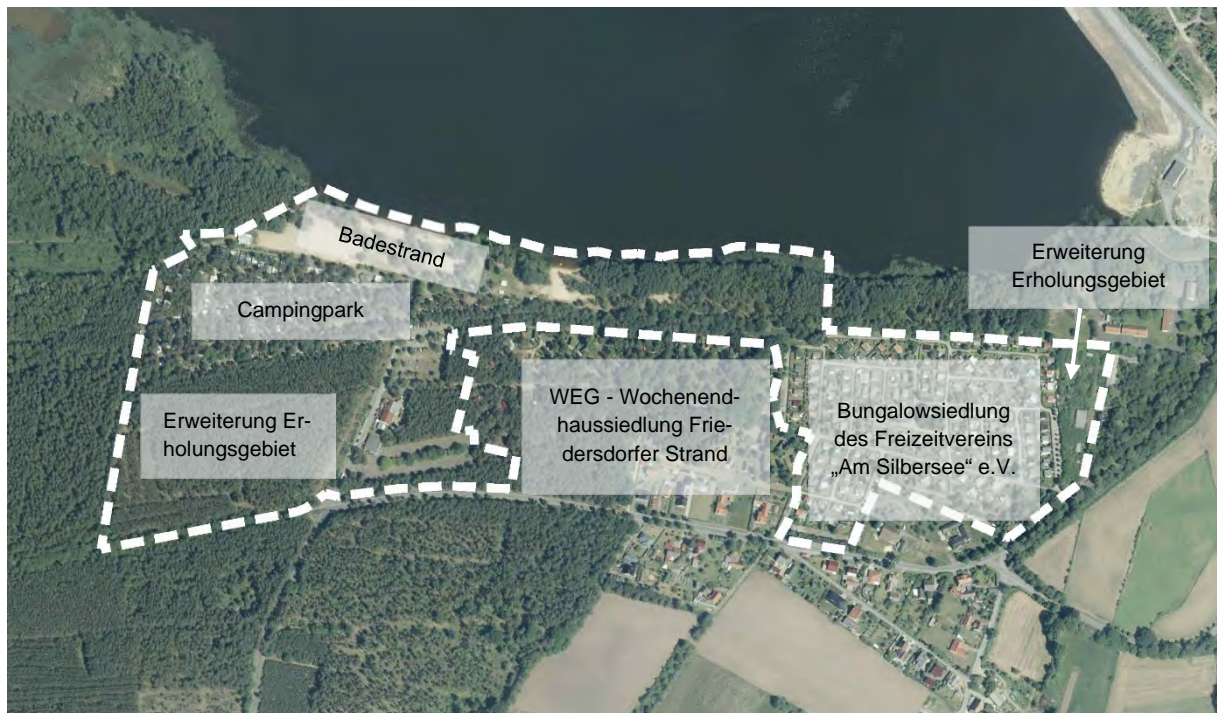 Badestrand
Campingpark
Erweiterung Er-
holungsgebiet
WEG - Wochenend-
haussiedlung Frie-
dersdorfer Strand
Bungalowsiedlung
des Freizeitvereins
„Am Silbersee“ e.V.
Erweiterung
Erholungsgebiet